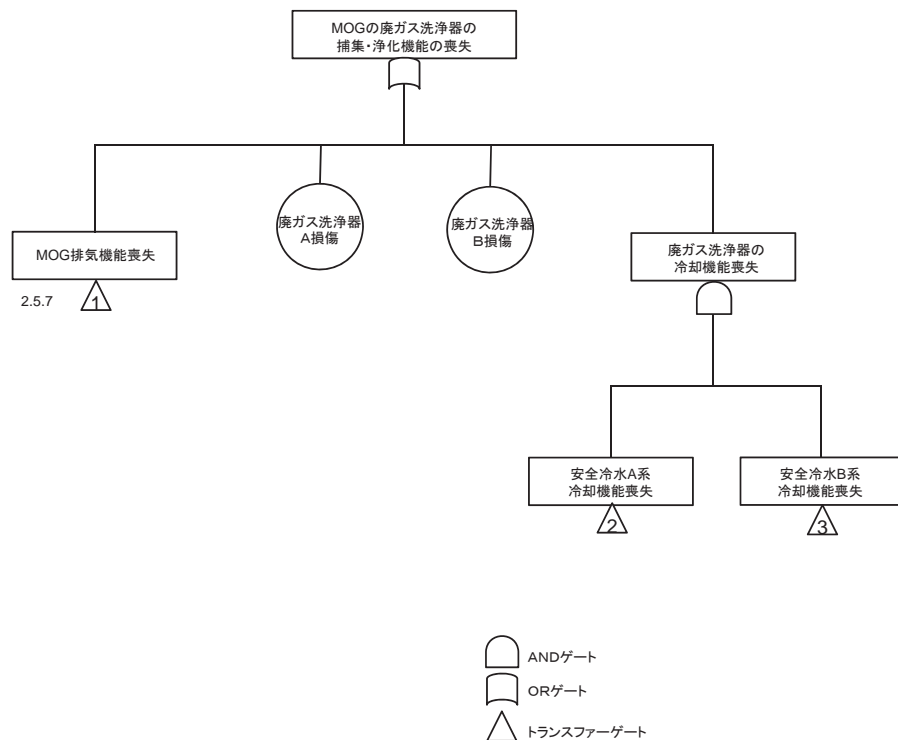 MOGの廃ガス洗浄器の
捕集・浄化機能の喪失
MOG排気機能喪失
2.5.7
1
廃ガス洗浄器
A損傷
廃ガス洗浄器
B損傷
廃ガス洗浄器の
冷却機能喪失
安全冷水A系
冷却機能喪失
2
安全冷水B系
冷却機能喪失
3
ANDゲート
ORゲート
トランスファーゲート